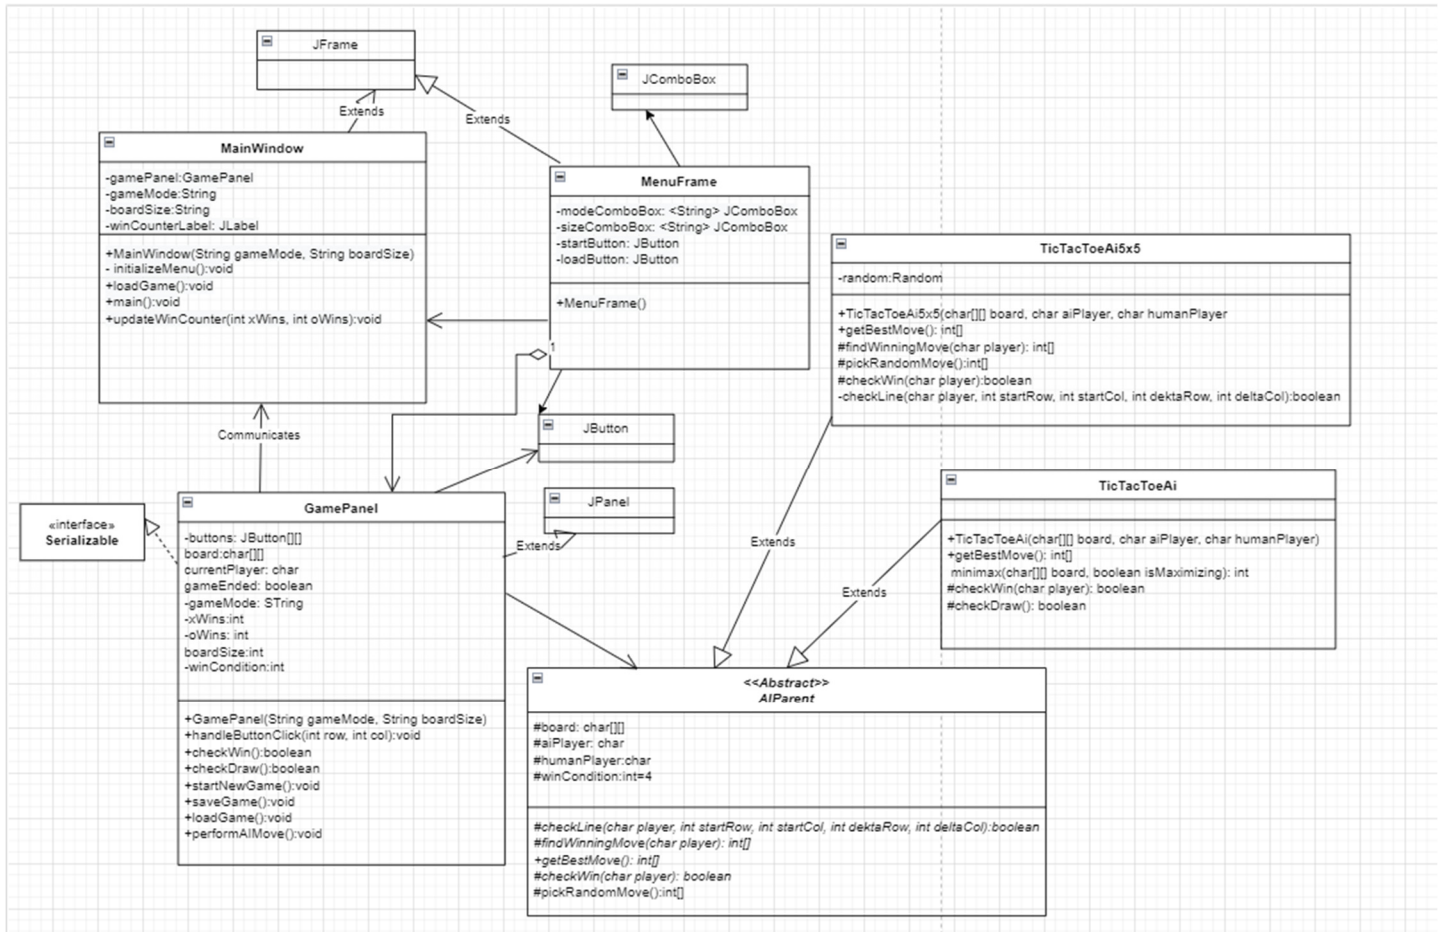 JFrame
JComboBox
Extends
Extends
MainWindow
-gamePanel:GamePanel
-gameMode:String
-boardSize:String
-winCounterLabel: JLabel
+MainWindow(String gameMode, String boardSize)
- initializeMenu():void
+loadGame():void
+main():void
+updateWinCounter(int xWins, int oWins):void
MenuFrame
-modeComboBox: <String> JComboBox
-sizeComboBox: <String> JComboBox
-startButton: JButton
-loadButton: JButton
+MenuFrame()
1
TicTacToeAi5x5
-random:Random
+TicTacToeAi5x5(char[][] board, char aiPlayer, char humanPlayer
+getBestMove(): int[]
#findWinningMove(char player): int[]
#pickRandomMove():int[]
#checkWin(char player):boolean
-checkLine(char player, int startRow, int startCol, int dektaRow, int deltaCol):boolean
Communicates
JButton
JPanel
Extends
«interface»
Serializable
GamePanel
-buttons: JButton[][]
board:char[][]
currentPlayer: char
gameEnded: boolean
-gameMode: STring
-xWins:int
-oWins: int
boardSize:int
-winCondition:int
+GamePanel(String gameMode, String boardSize)
+handleButtonClick(int row, int col):void
+checkWin():boolean
+checkDraw():boolean
+startNewGame():void
+saveGame():void
+loadGame():void
+performAIMove():void
Extends
Extends
TicTacToeAi
+TicTacToeAi(char[][] board, char aiPlayer, char humanPlayer)
+getBestMove(): int[]
minimax(char[][] board, boolean isMaximizing): int
#checkWin(char player): boolean
#checkDraw(): boolean
<<Abstract>>
AIParent
#board: char[][]
#aiPlayer: char
#humanPlayer:char
#winCondition:int=4
#checkLine(char player, int startRow, int startCol, int dektaRow, int deltaCol):boolean
#findWinningMove(char player): int[]
+getBestMove(): int[]
#checkWin(char player): boolean
#pickRandomMove():int[]